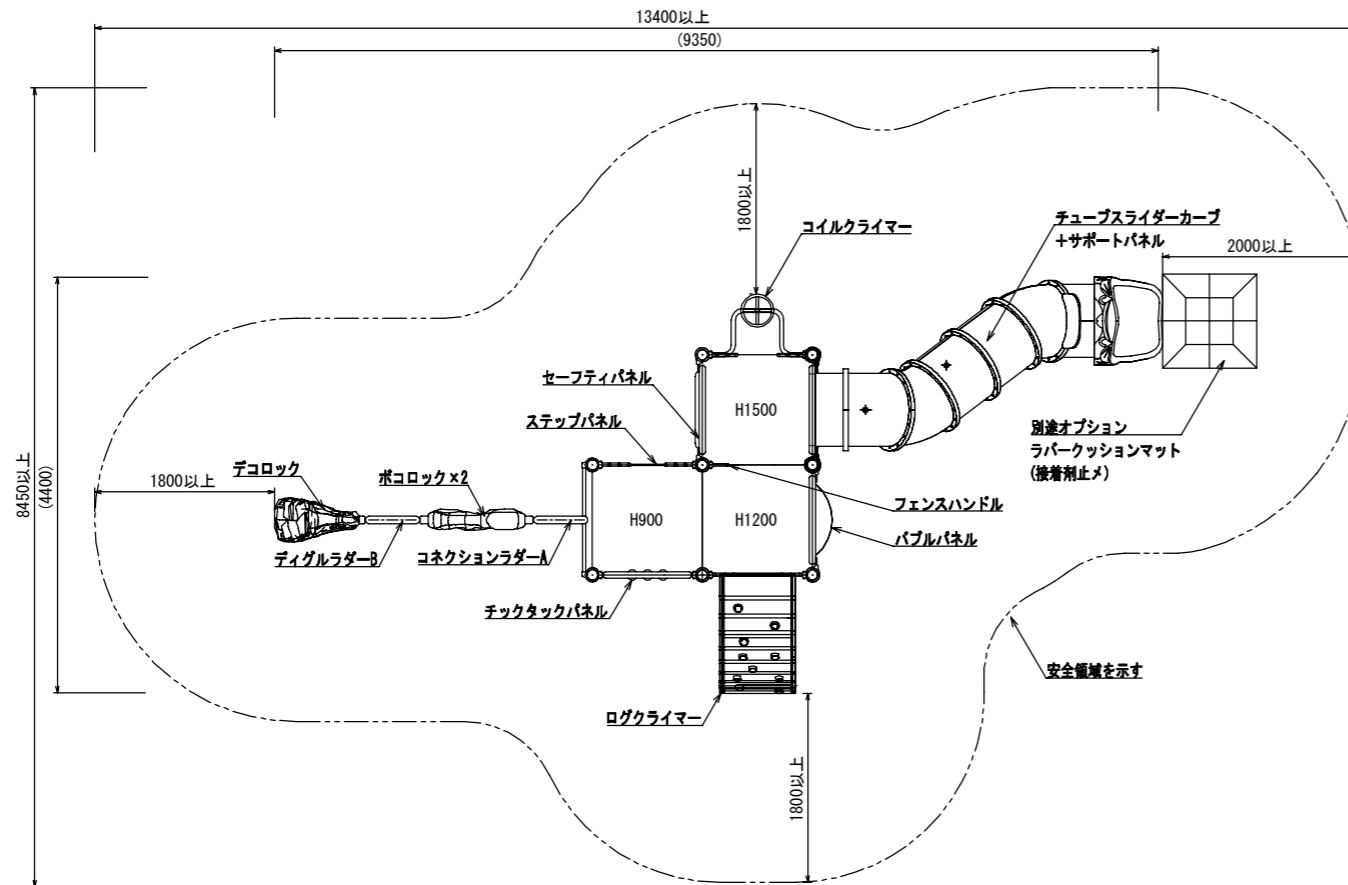 13400以上
(9350)
1800以上
コイルクライマー
チューブスライダーカーブ
+サポートパネル
2000以上
セーフティパネル
ステップパネル
H1500
別途オプション
ラバークッションマット
(接着剤止メ)
8450以上
(4400)
1800以上
デコロック
ボコロック×2
フェンスハンドル
H900
H1200
バブルパネル
ディグルラダーB
コネクションラダーA
チックタックパネル
安全領域を示す
ログクライマー
1800以上